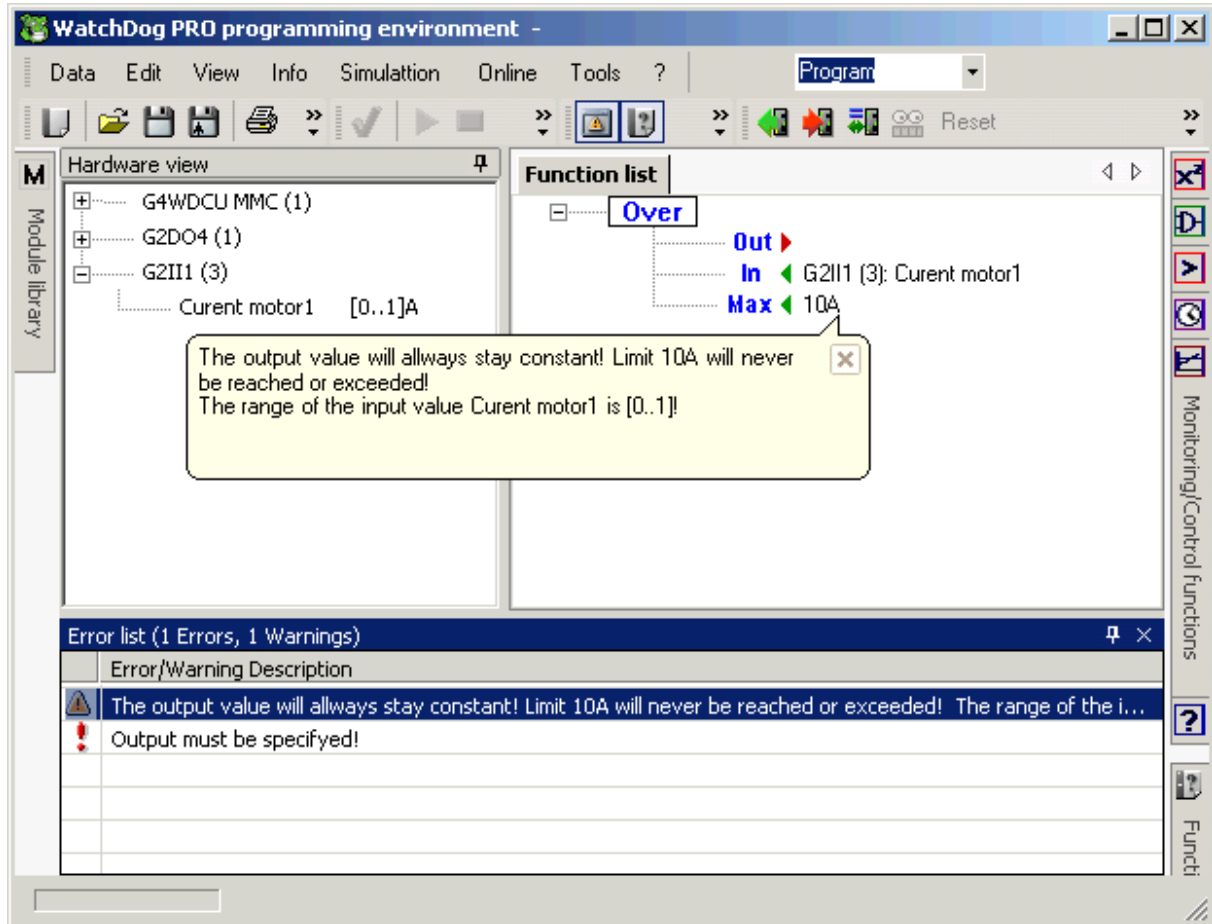 WatchDog PRO programming environment -
Data Edit View Info Simulattion Online Tools ? Program
Reset
M Module library
Hardware view
G4WDCU MMC (1)
G2DO4 (1)
G2II1 (3)
Curent motor1 [0..1]A
Function list
Over
Out
In G2II1 (3): Curent motor1
Max 10A
The output value will allways stay constant! Limit 10A will never
be reached or exceeded!
The range of the input value Curent motor1 is [0..1]!
Monitoring/Control functions
Functi
Error list (1 Errors, 1 Warnings)
Error/Warning Description
The output value will allways stay constant! Limit 10A will never be reached or exceeded! The range of the i...
Output must be specifyed!